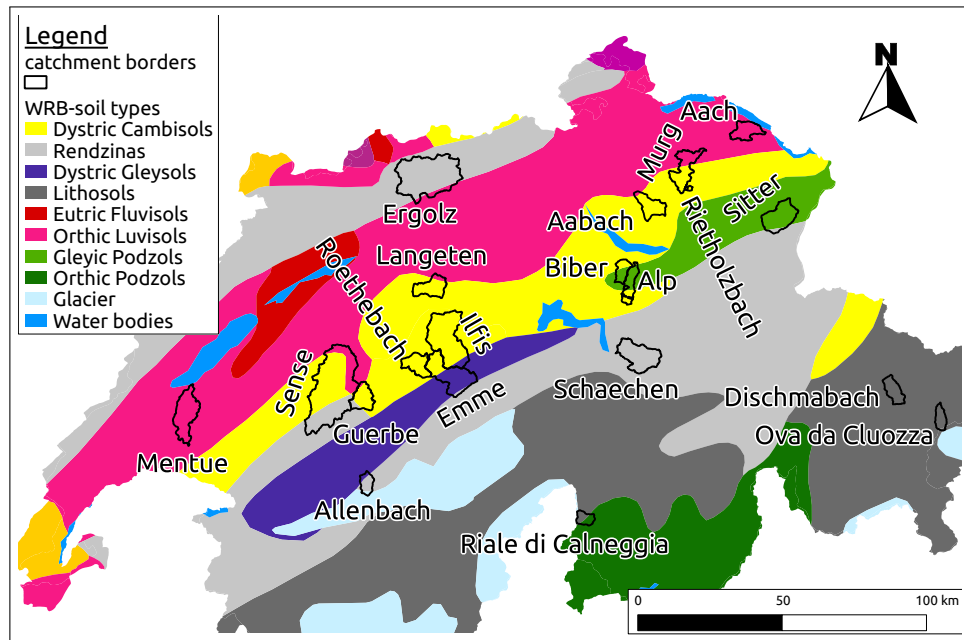 Legend
catchment borders
WRB-soil types
Dystric Cambisols
Rendzinas
Dystric Gleysols
Lithosols
Eutric Fluvisols
Orthic Luvisols
Gleyic Podzols
Orthic Podzols
Glacier
Water bodies
N
Aach
Murg
Ergolz
Sitter
Aabach
Rietholzbach
Langeten
Roethebach
Biber
Alp
Ilfis
Sense
Schaechen
Emme
Dischmabach
Guerbe
Ova da Cluozza
Mentue
Allenbach
Riale di Calneggia
0 50 100 km